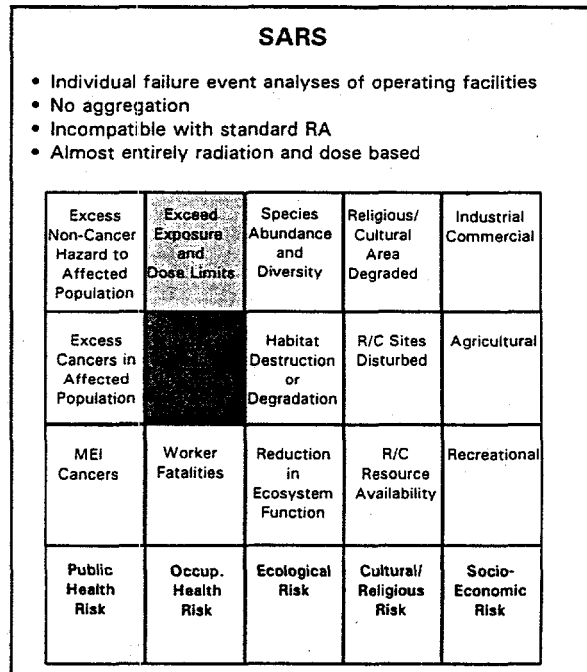 SARS
• Individual failure event analyses of operating facilities
• No aggregation
• Incompatible with standard RA
• Almost entirely radiation and dose based
Excess
Non-Cancer
Hazard to
Affected
Population
Exceed
Exposure
and
Dose Limits
Species
Abundance
and
Diversity
Religious/
Cultural
Area
Degraded
Industrial
Commercial
Excess
Cancers in
Affected
Population
Habitat
Destruction
or
Degradation
R/C Sites
Disturbed
Agricultural
MEI
Cancers
Worker
Fatalities
Reduction
in
Ecosystem
Function
R/C
Resource
Availability
Recreational
Public
Health
Risk
Occup.
Health
Risk
Ecological
Risk
Cultural/
Religious
Risk
Socio-
Economic
Risk